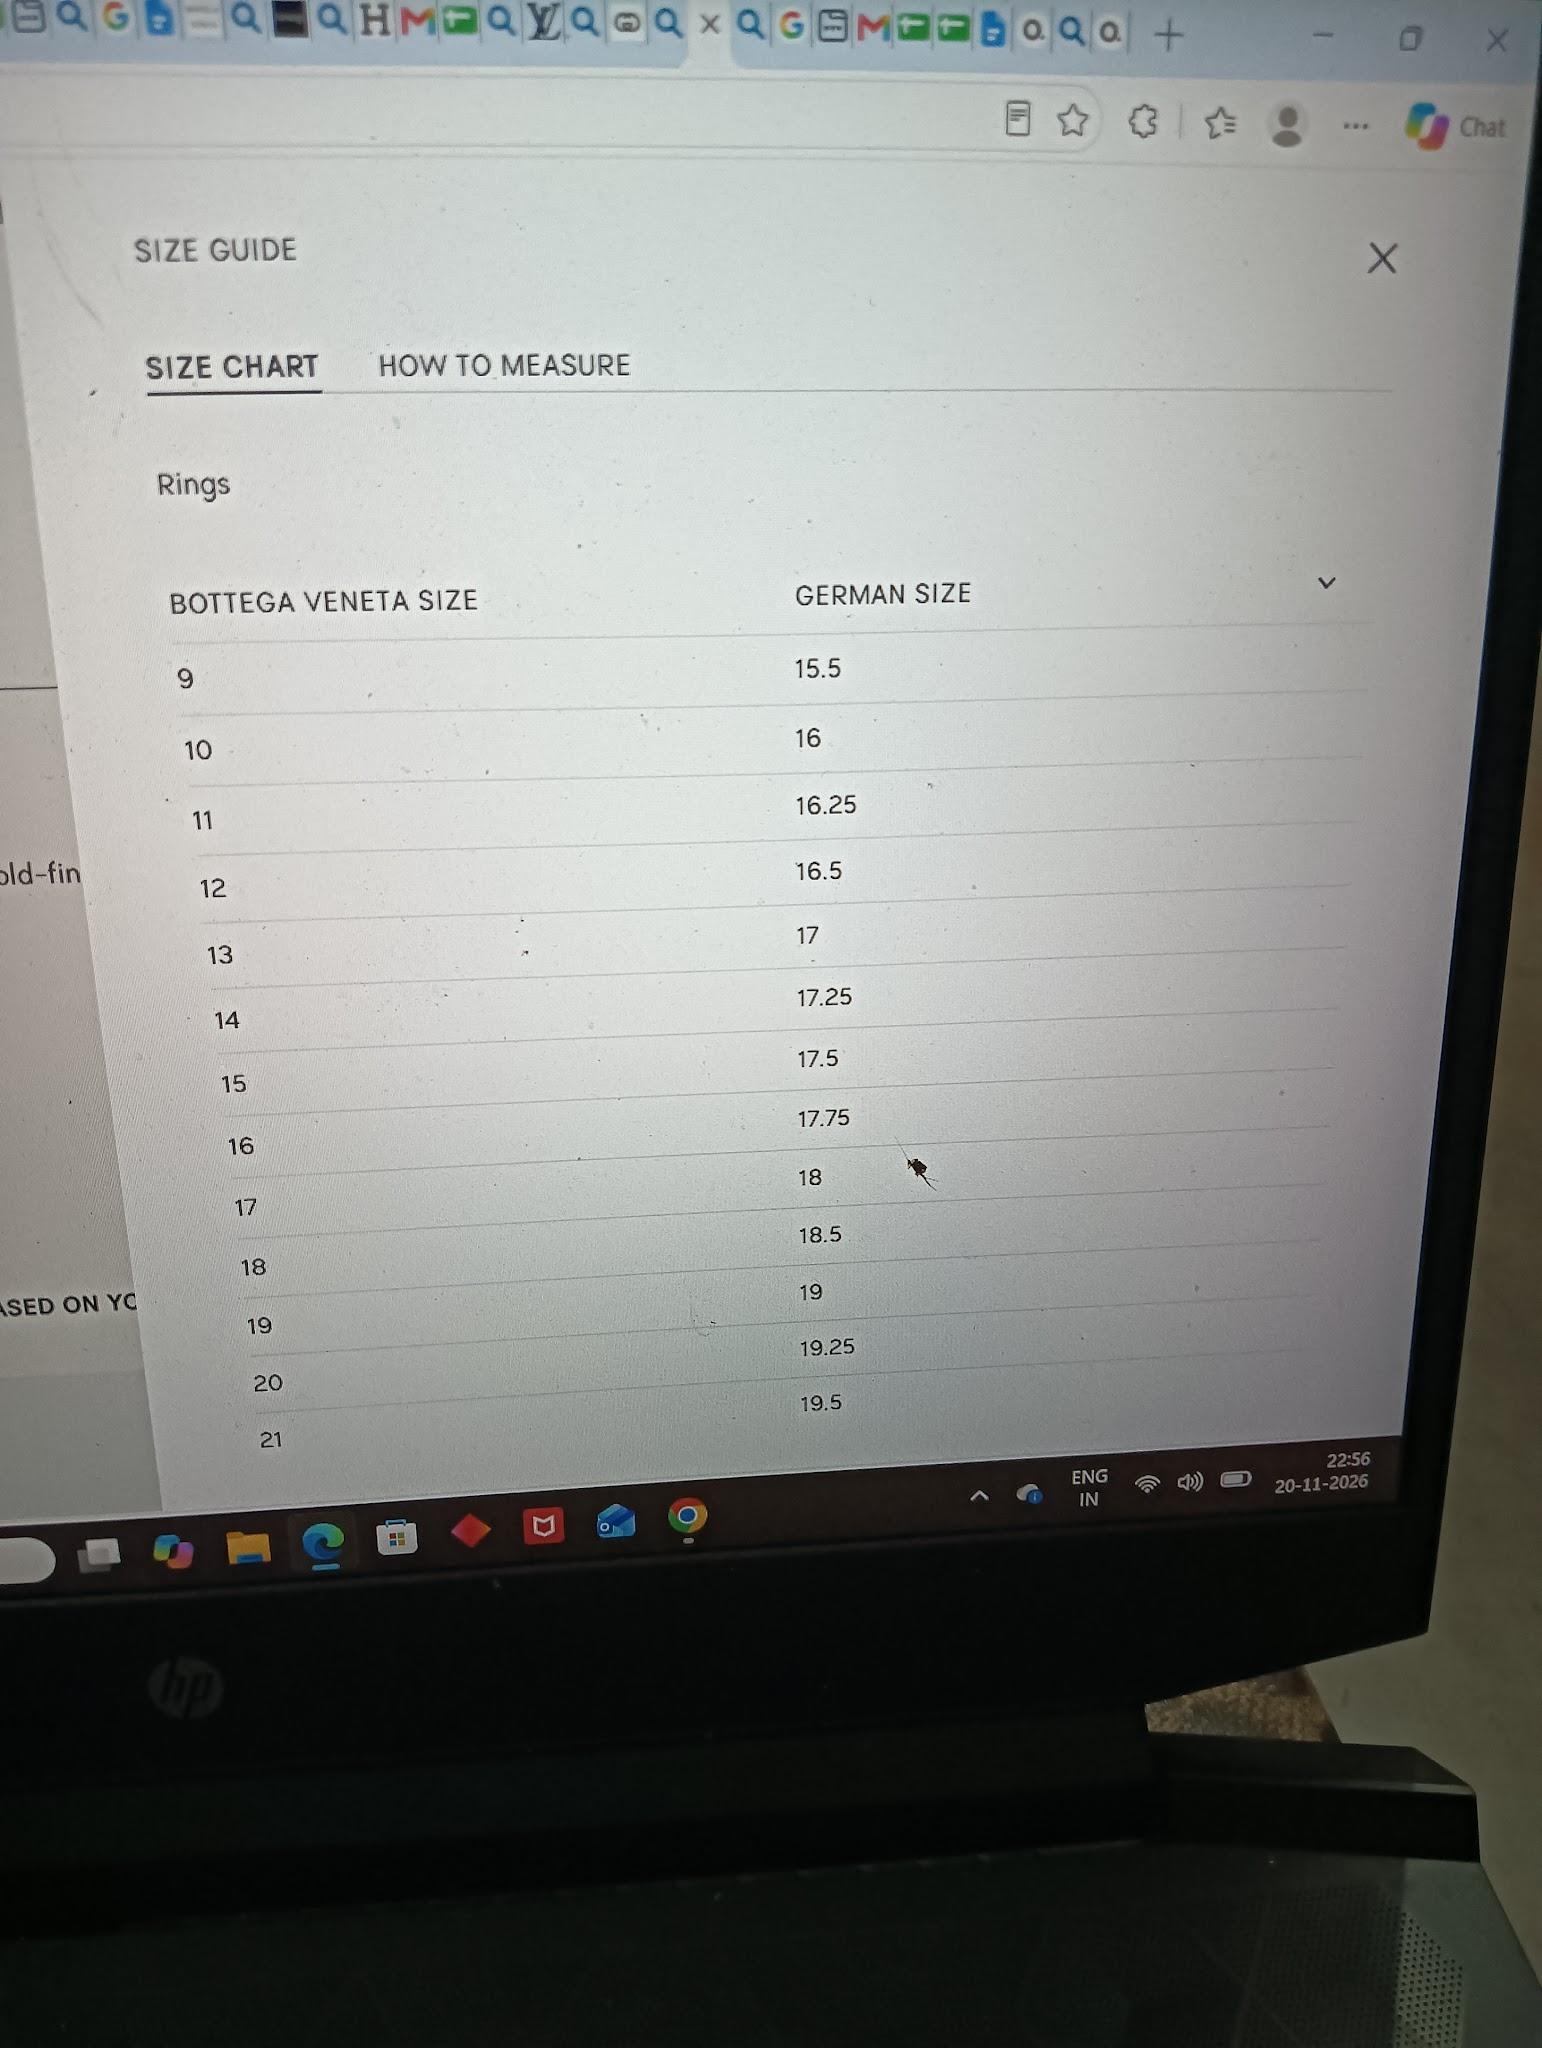 Chat
SIZE GUIDE
SIZE CHART HOW TO MEASURE
Rings
BOTTEGA VENETA SIZE GERMAN SIZE
9 15.5
10 16
11 16.25
12 16.5
13 17
14 17.25
15 17.5
16 17.75
17 18
18 18.5
19 19
20 19.25
21 19.5
old-fin
ASED ON YO
ENG
IN
22:56
20-11-2026
hp